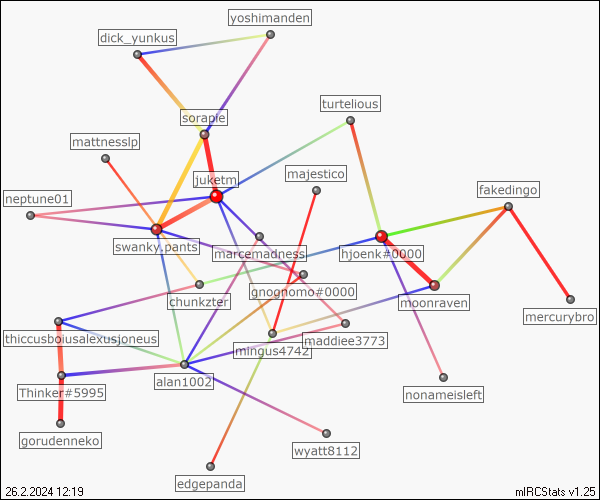 yoshimanden
dick_yunkus
turtelious
soraple
mattnesslp
majestico
juketm
fakedingo
neptune01
swanky.pants
marcemadness
hjoenk#0000
gnognomo#0000
moonraven
chunkzter
mercurybro
thiccusboiusalexusjoneus
mingus4742
maddiee3773
alan1002
Thinker#5995
nonameisleft
gorudenneko
wyatt8112
edgepanda
26.2.2024 12:19
mIRCStats v1.25